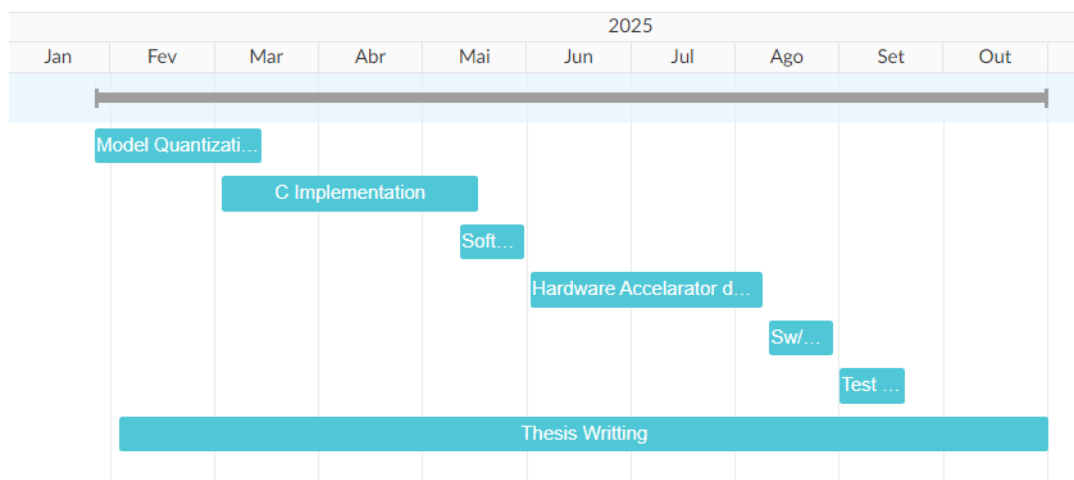 2025
Jan Fev Mar Abr Mai Jun Jul Ago Set Out
Model Quantizati...
C Implementation
Soft...
Hardware Accelarator d...
Sw/...
Test ...
Thesis Writting